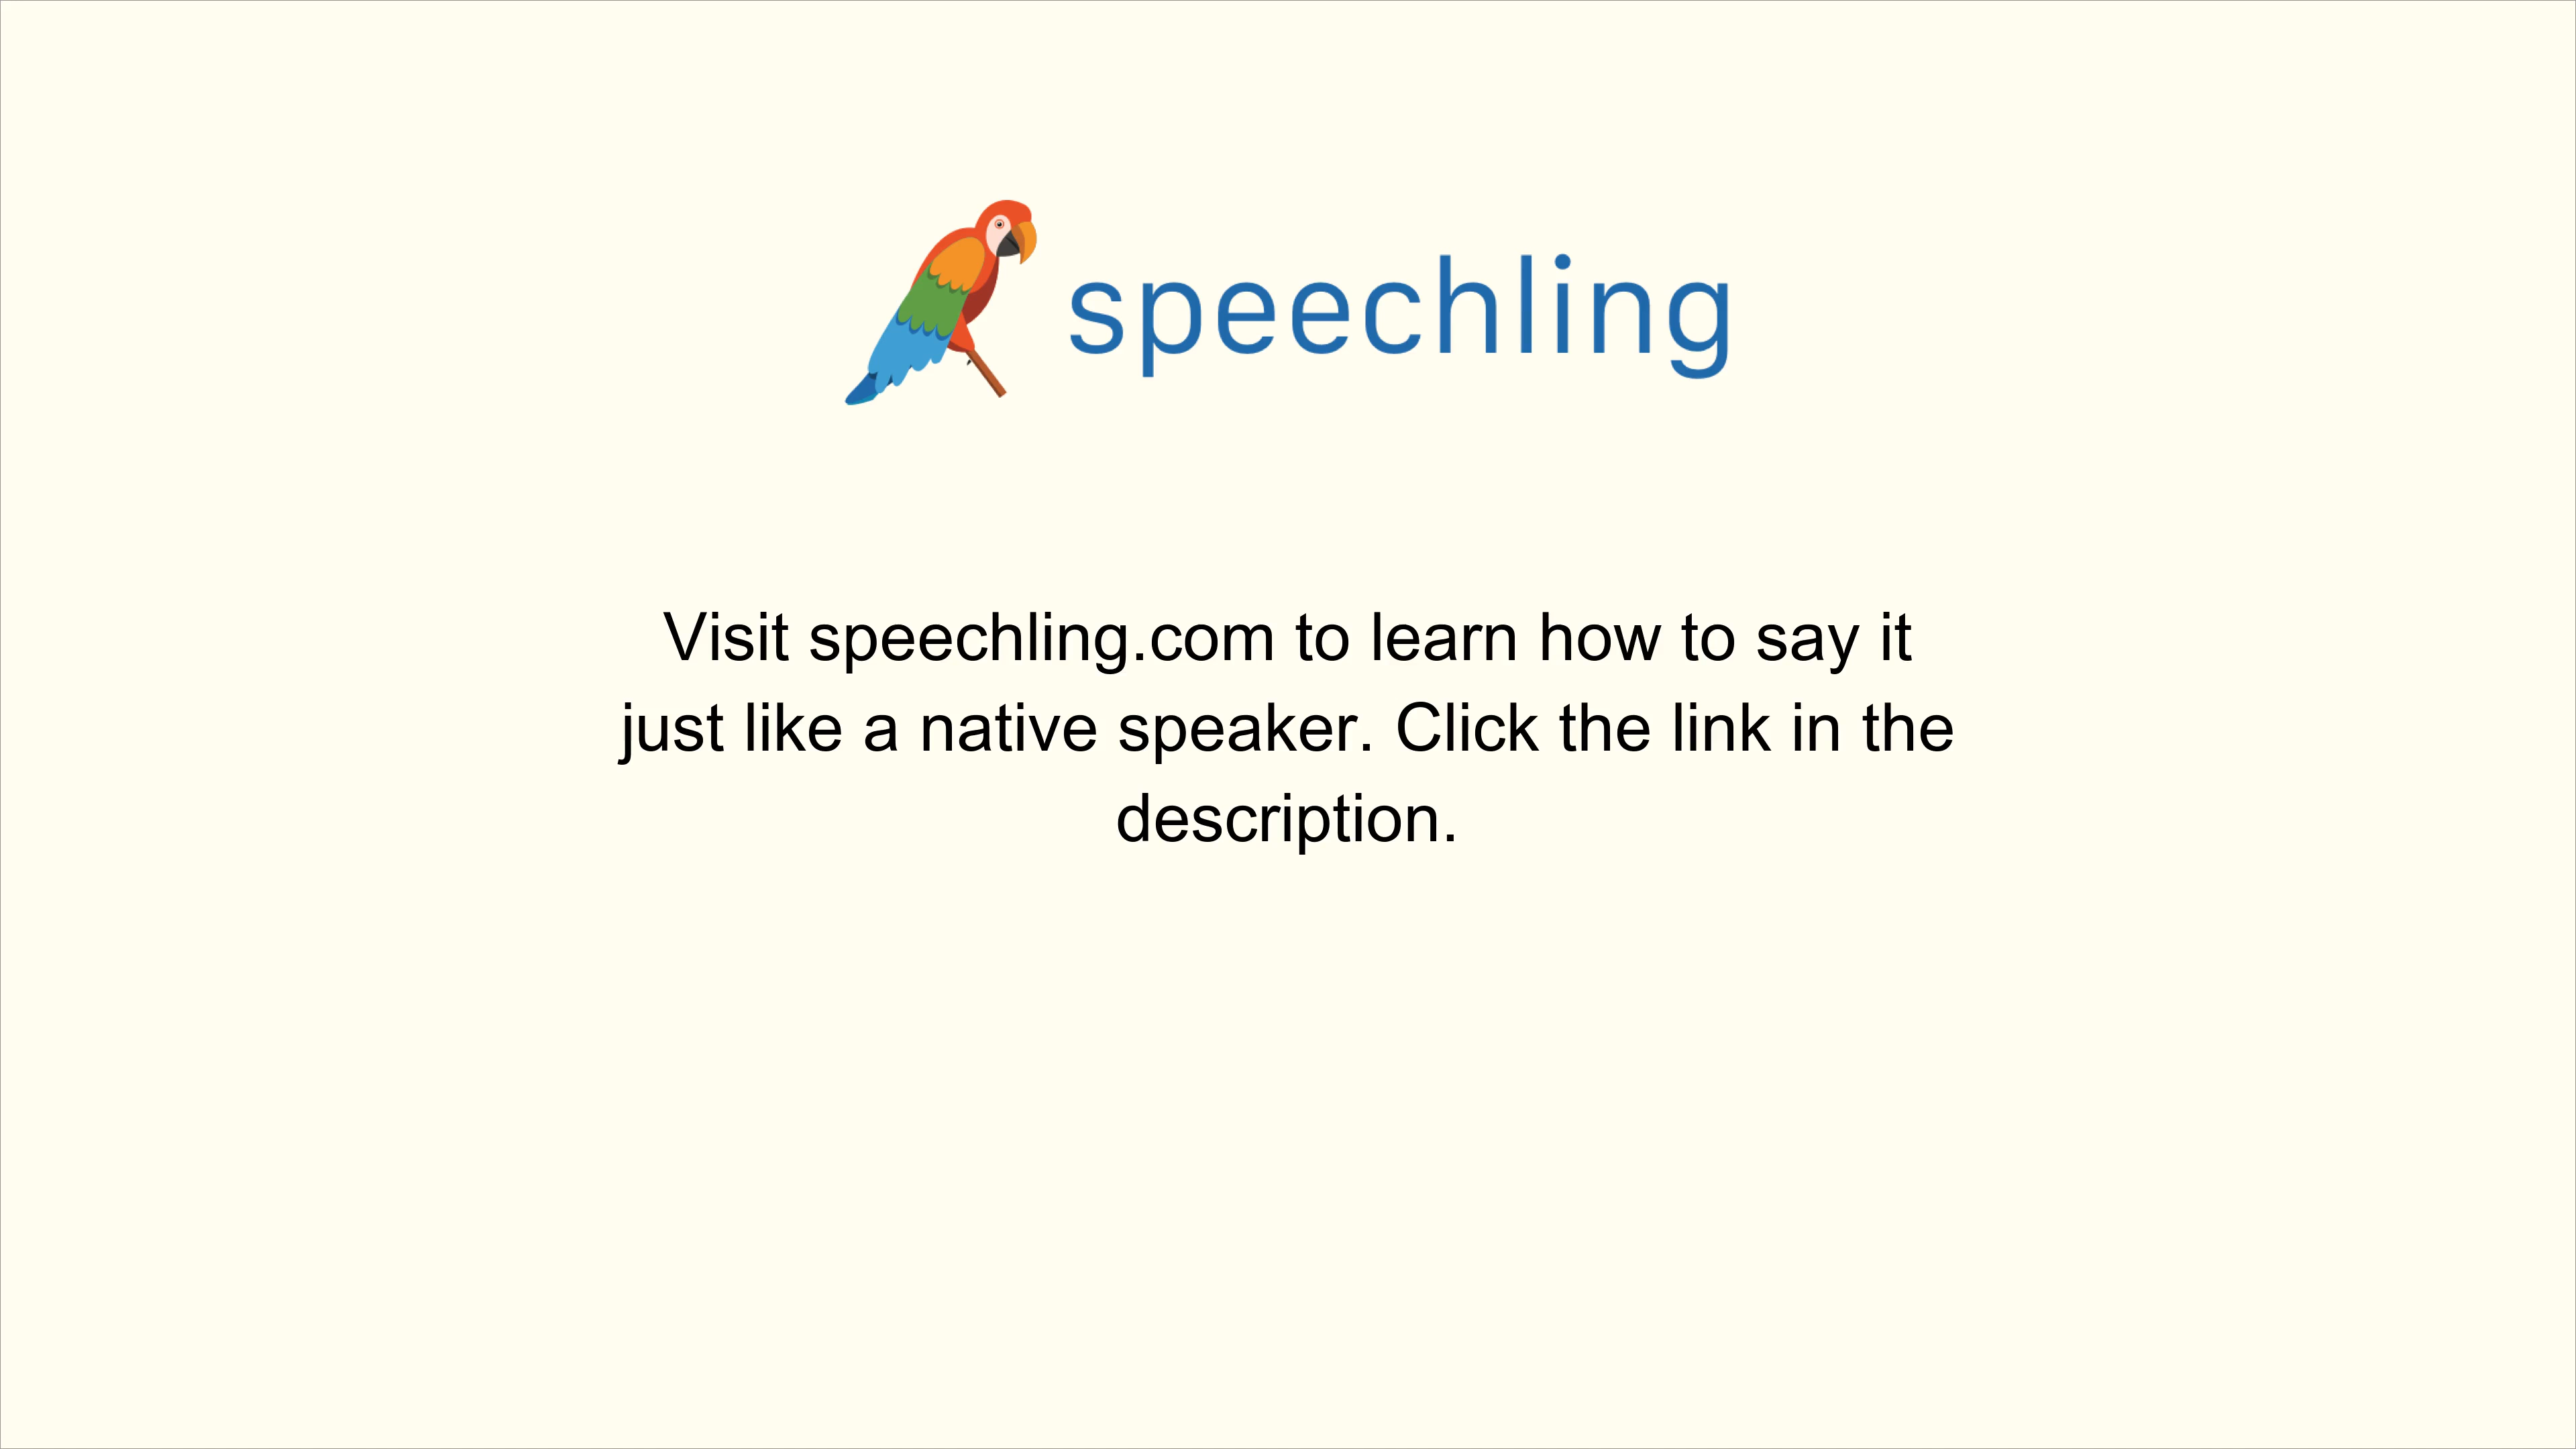 speechling
Visit speechling.com to learn how to say it
just like a native speaker. Click the link in the
description.